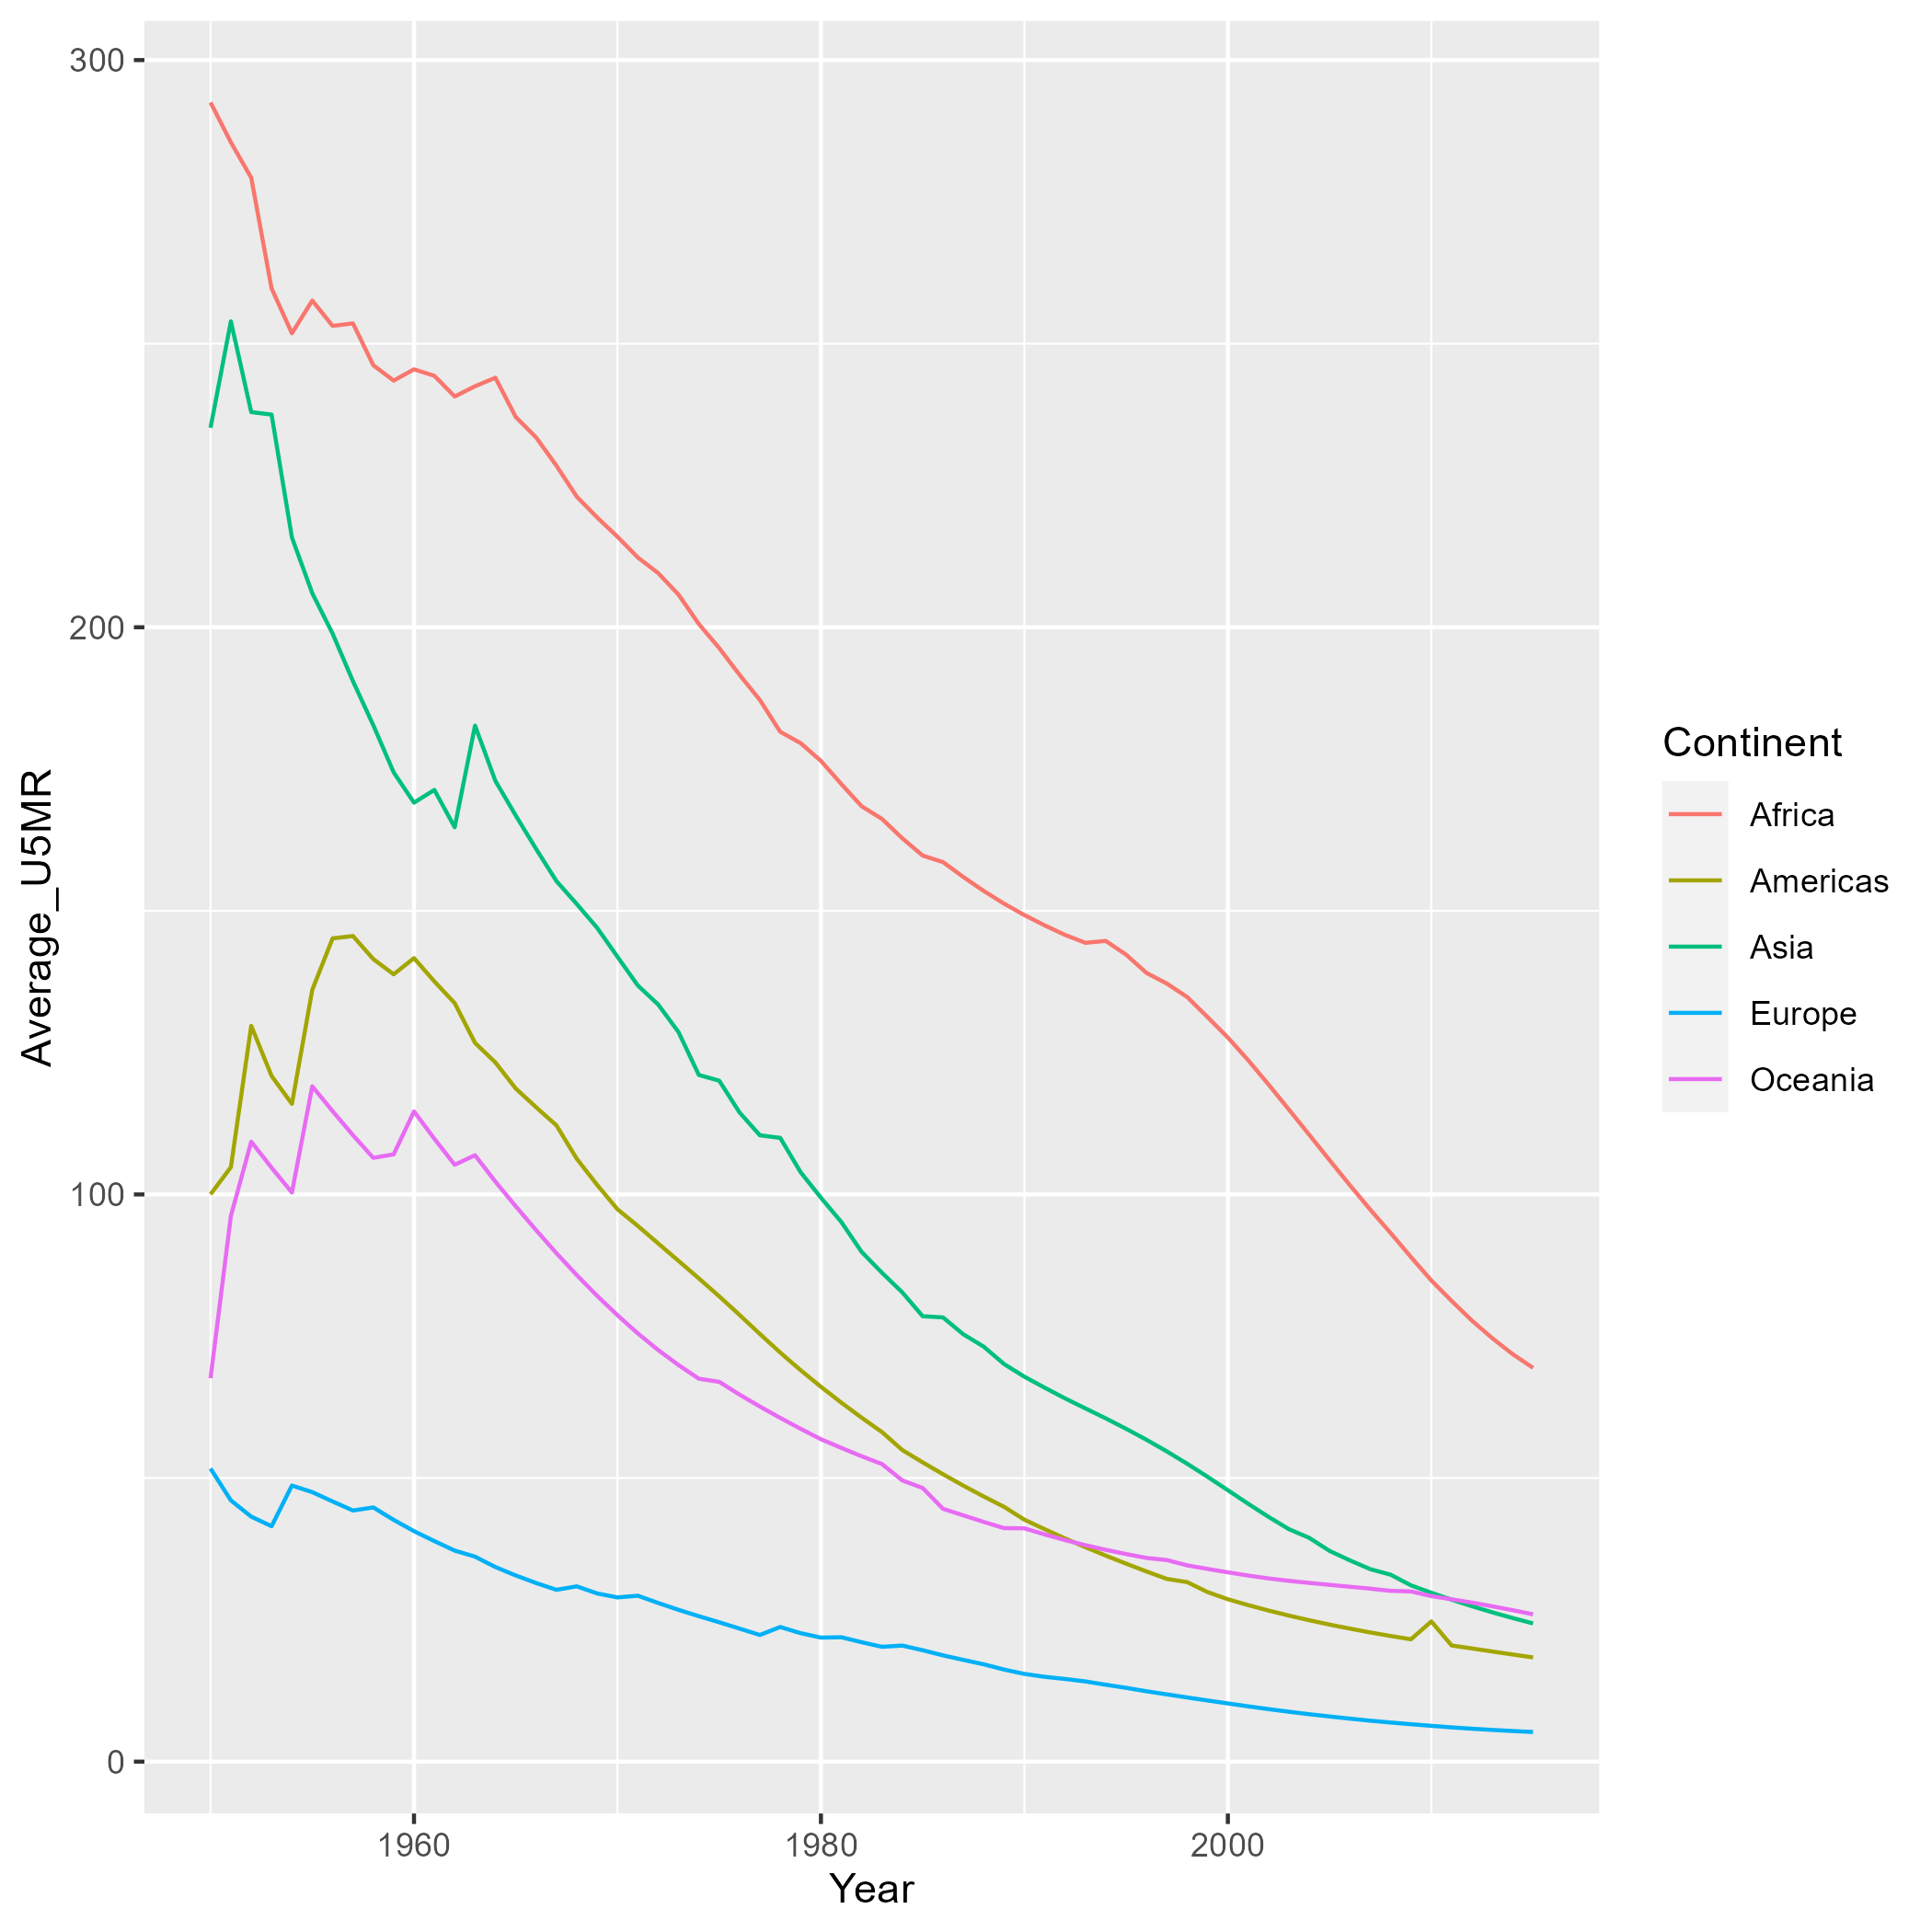 300
200
100
0
Average_U5MR
1960
1980
2000
Year
Continent
Africa
Americas
Asia
Europe
Oceania